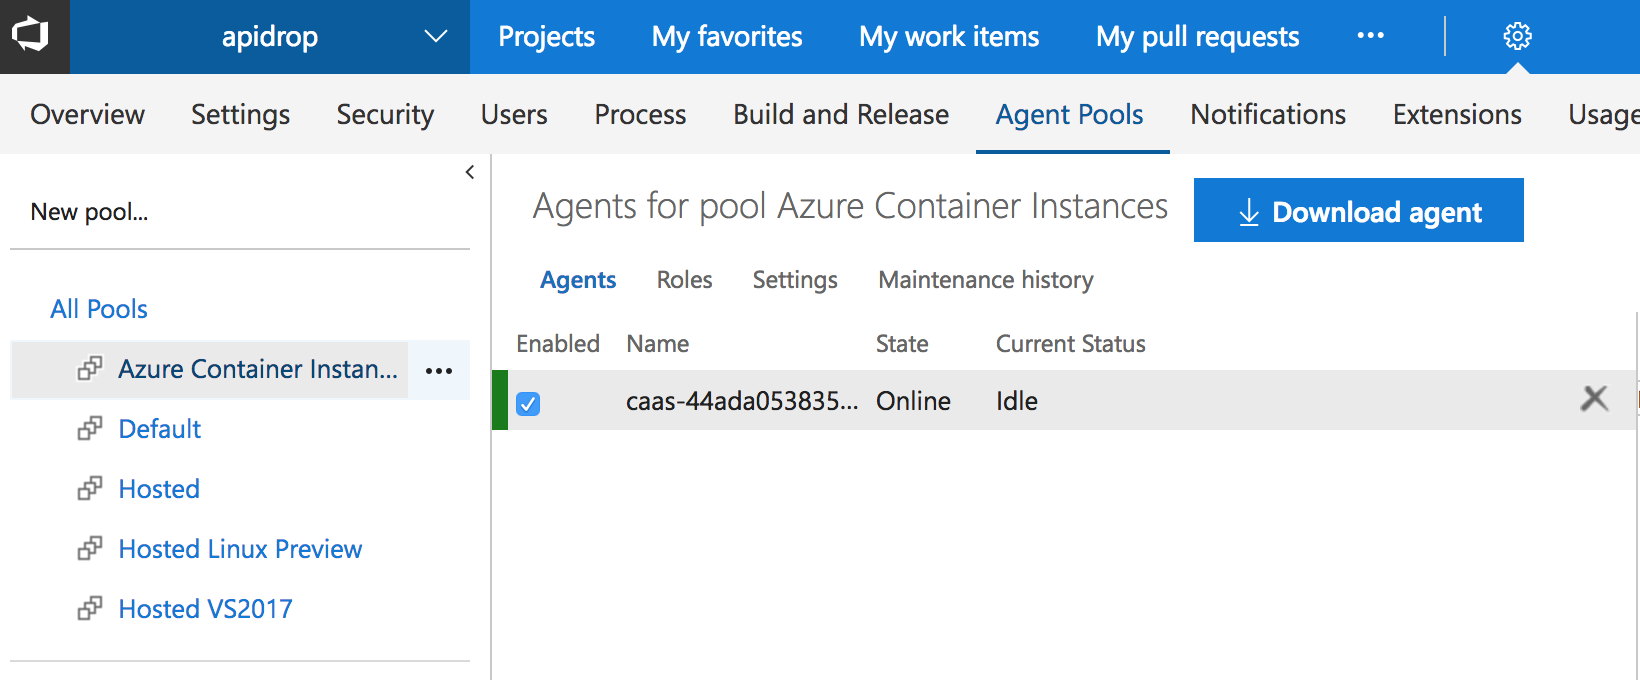 apidrop Projects My favorites My work items My pull requests ...
Overview Settings Security Users Process Build and Release Agent Pools Notifications Extensions Usage
New pool...
All Pools
Azure Container Instan... ...
Default
Hosted
Hosted Linux Preview
Hosted VS2017
Agents for pool Azure Container Instances Download agent
Agents Roles Settings Maintenance history
Enabled Name State Current Status
caas-44ada053835... Online Idle